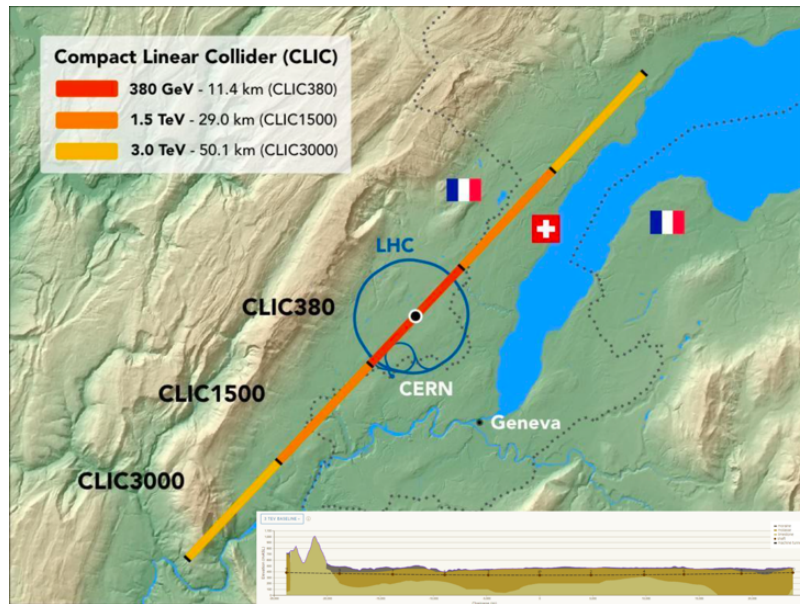 Compact Linear Collider (CLIC)
380 GeV - 11.4 km (CLIC380)
1.5 TeV - 29.0 km (CLIC1500)
3.0 TeV - 50.1 km (CLIC3000)
LHC
CLIC380
CLIC1500
CERN
Geneva
CLIC3000